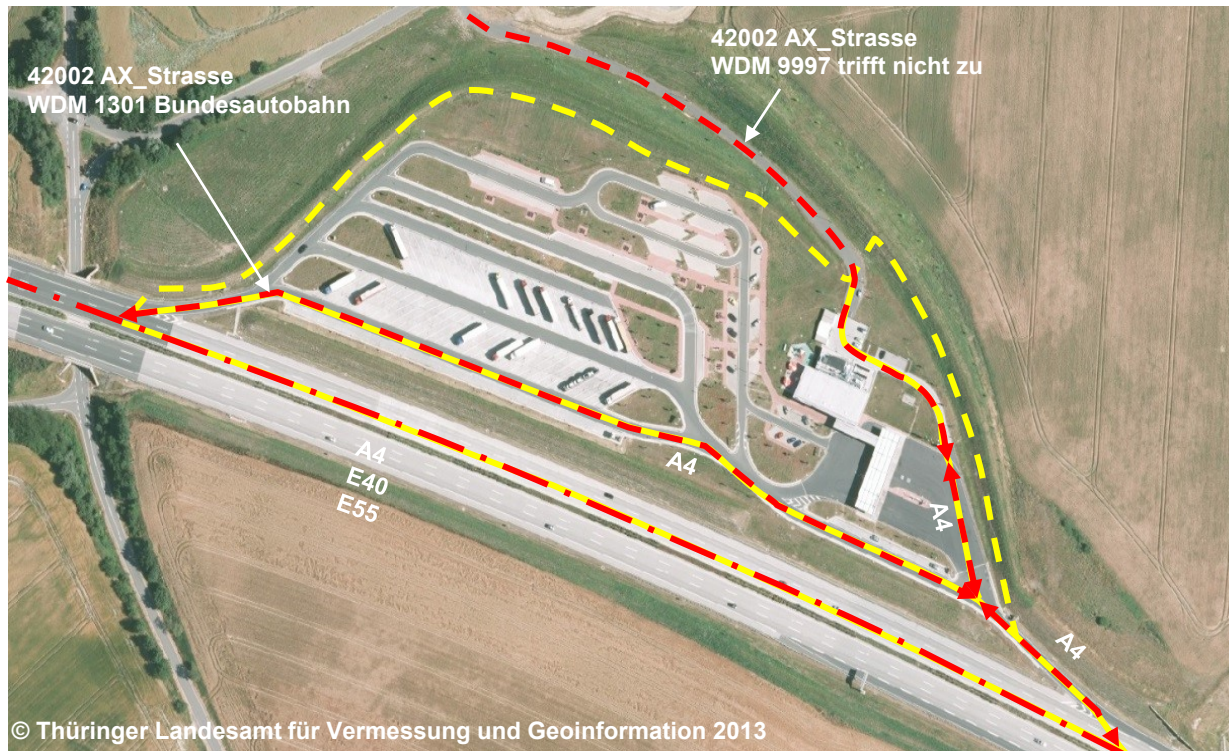 42002 AX_Strasse
WDM 9997 trifft nicht zu
42002 AX_Strasse
WDM 1301 Bundesautobahn
A4
E40
E55
A4
A4
A4
© Thüringer Landesamt für Vermessung und Geoinformation 2013